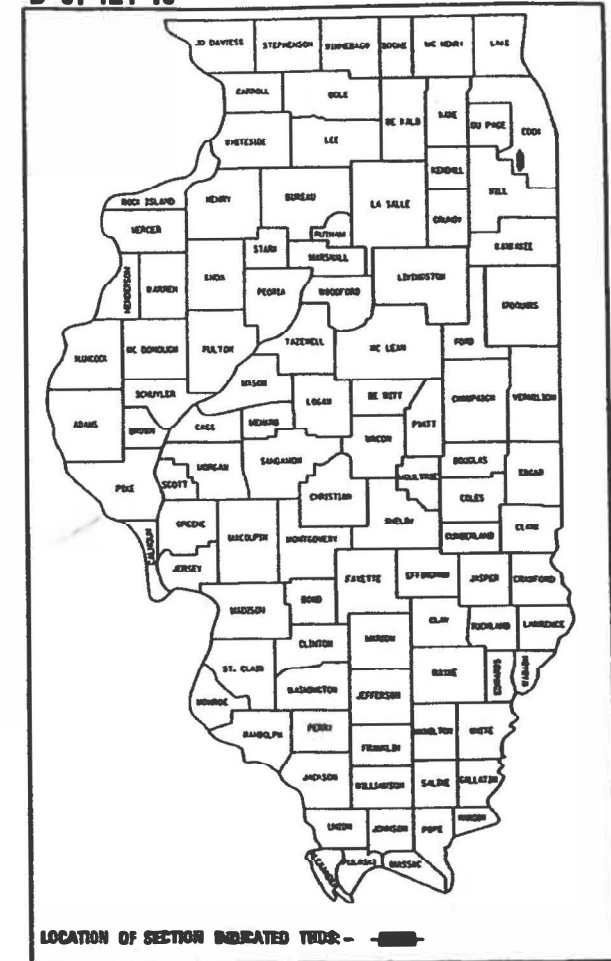 JO DAVIESS STEPHENSON WINNEBAGO BOONE MC HENRY LAKE
CARROLL OGLE DE KALB KANE DU PAGE COOK
WHITESIDE LEE KENDALL WILL
ROCK ISLAND HENRY BUREAU LA SALLE GRUNDY
MERCER PUTNAM KANKAKEE
STARK MARSHALL LIVINGSTON
HENDERSON WARREN KNOX PEORIA WOODFORD IROQUOIS
HANCOCK MC DONOUGH FULTON TAZEWELL MC LEAN FORD
SCHUYLER MASON LOGAN DE WITT CHAMPAIGN VERMILION
ADAMS BROWN CASS MENARD MACON PIATT
PIKE SCOTT MORGAN SANGAMON CHRISTIAN MOULTRIE DOUGLAS EDGAR
COLES
CALHOUN GREENE MACOUPIN MONTGOMERY SHELBY CUMBERLAND CLARK
JERSEY FAYETTE EFFINGHAM JASPER CRAWFORD
MADISON BOND CLAY RICHLAND LAWRENCE
CLINTON MARION
ST. CLAIR WAYNE EDWARDS WABASH
MONROE WASHINGTON JEFFERSON
RANDOLPH PERRY HAMILTON WHITE
FRANKLIN
JACKSON WILLIAMSON SALINE GALLATIN
UNION JOHNSON POPE HARDIN
ALEXANDER PULASKI MASSAC
LOCATION OF SECTION INDICATED THUS: -